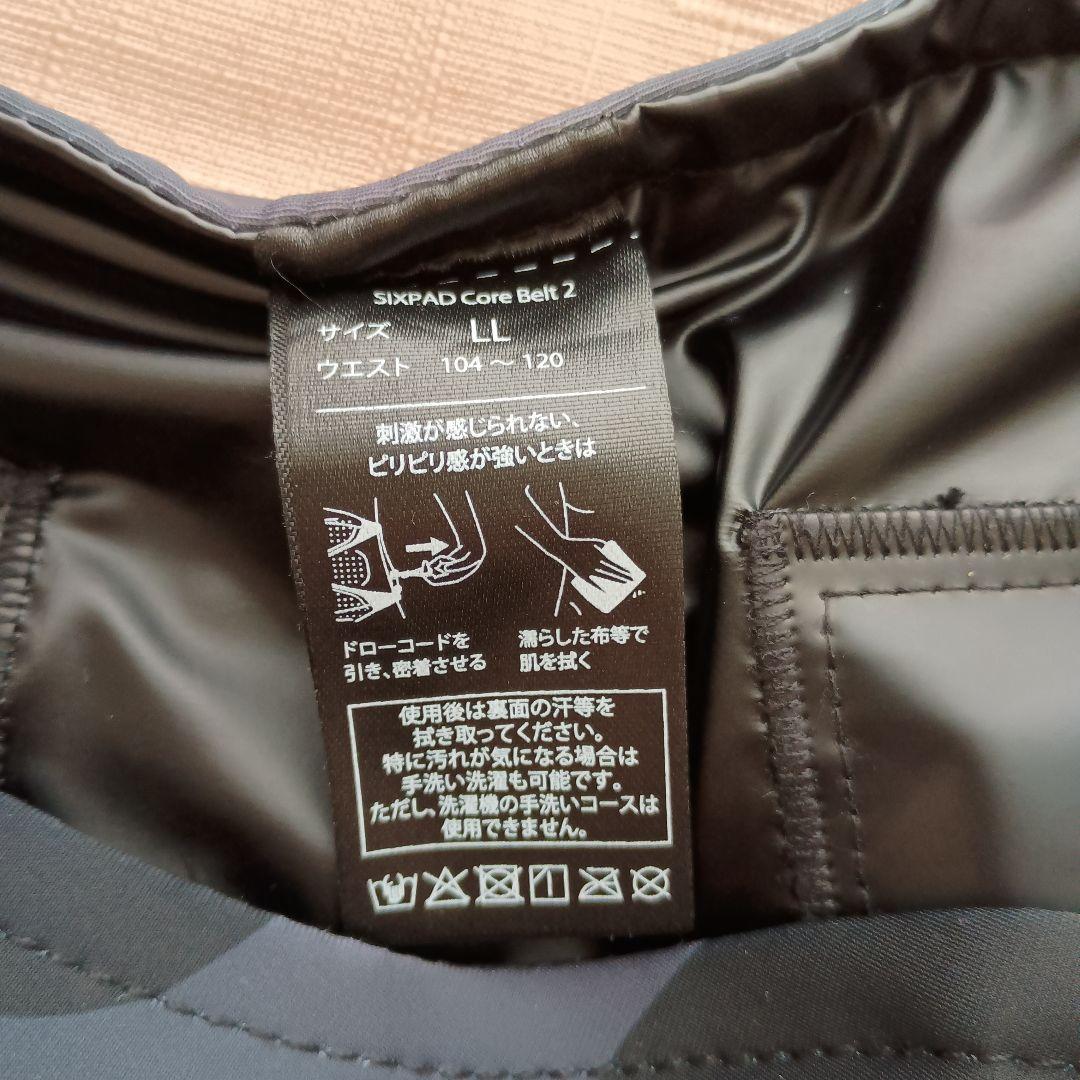 SIXPAD Core Belt 2
サイズ LL
ウエスト 104 ～ 120
刺激が感じられない、
ピリピリ感が強いときは
ドローコードを
引き、密着させる
濡らした布等で
肌を拭く
使用後は裏面の汗等を
拭き取ってください。
特に汚れが気になる場合は
手洗い洗濯も可能です。
ただし、洗濯機の手洗いコースは
使用できません。